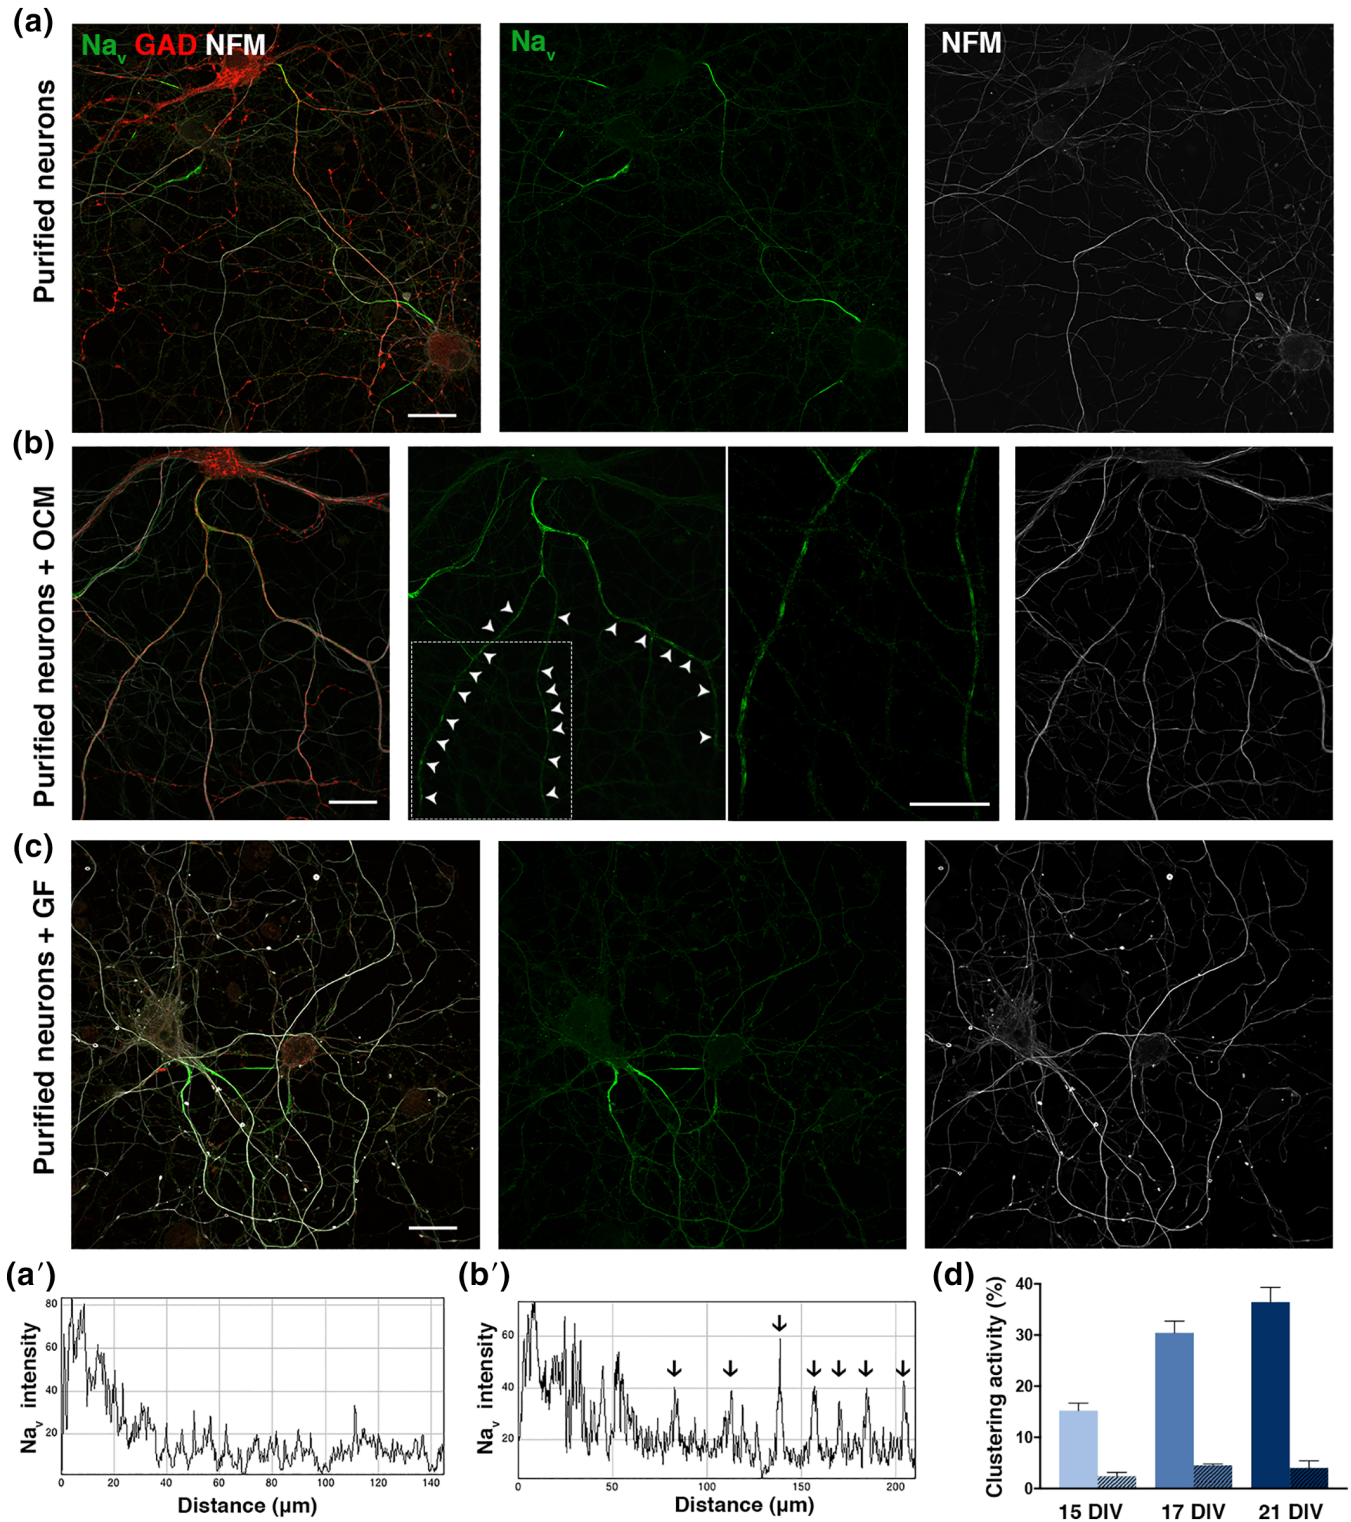 (a)
Purified neurons
Naᵥ GAD NFM
Naᵥ
NFM
(b)
Purified neurons + OCM
(c)
Purified neurons + GF
(a′)
Naᵥ intensity
80
60
40
20
0 20 40 60 80 100 120 140
Distance (µm)
(b′)
Naᵥ intensity
60
40
20
0 50 100 150 200
Distance (µm)
(d)
Clustering activity (%)
40
30
20
10
0
15 DIV 17 DIV 21 DIV